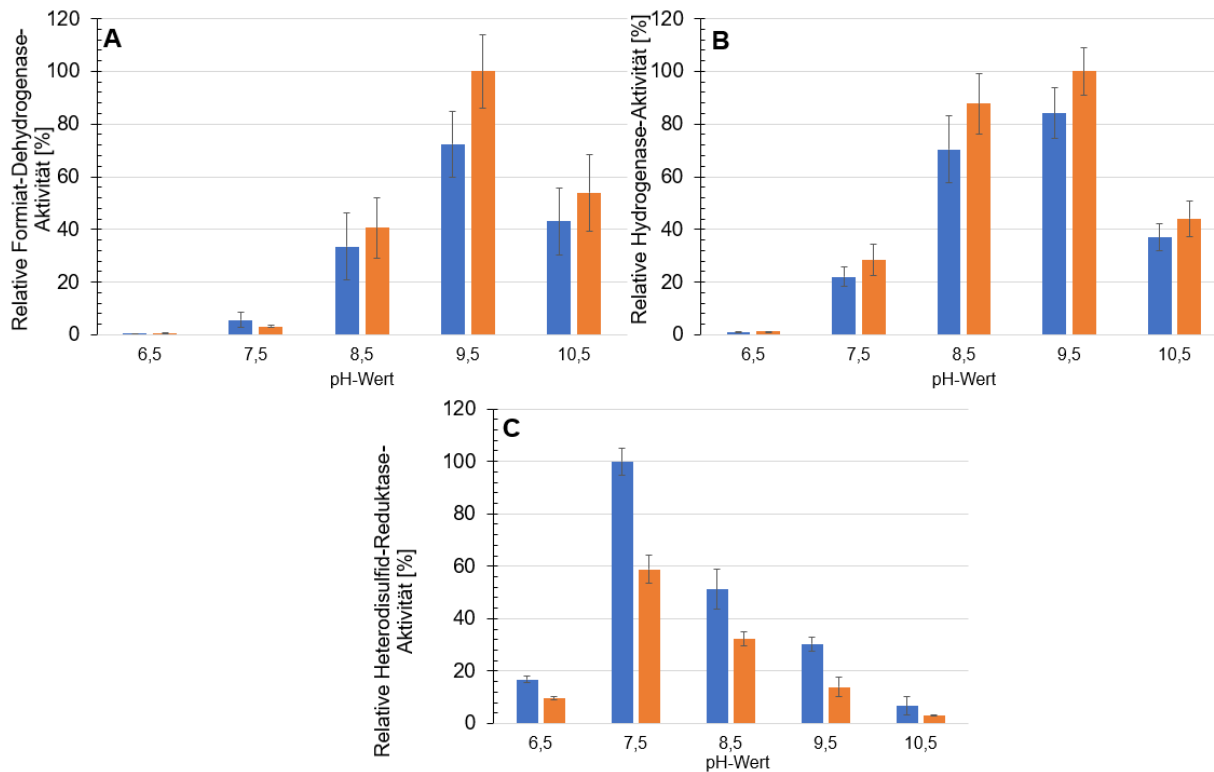 A
Relative Formiat-Dehydrogenase-
Aktivität [%]
120
100
80
60
40
20
0
6,5 7,5 8,5 9,5 10,5
pH-Wert
B
Relative Hydrogenase-Aktivität [%]
120
100
80
60
40
20
0
6,5 7,5 8,5 9,5 10,5
pH-Wert
C
Relative Heterodisulfid-Reduktase-
Aktivität [%]
120
100
80
60
40
20
0
6,5 7,5 8,5 9,5 10,5
pH-Wert